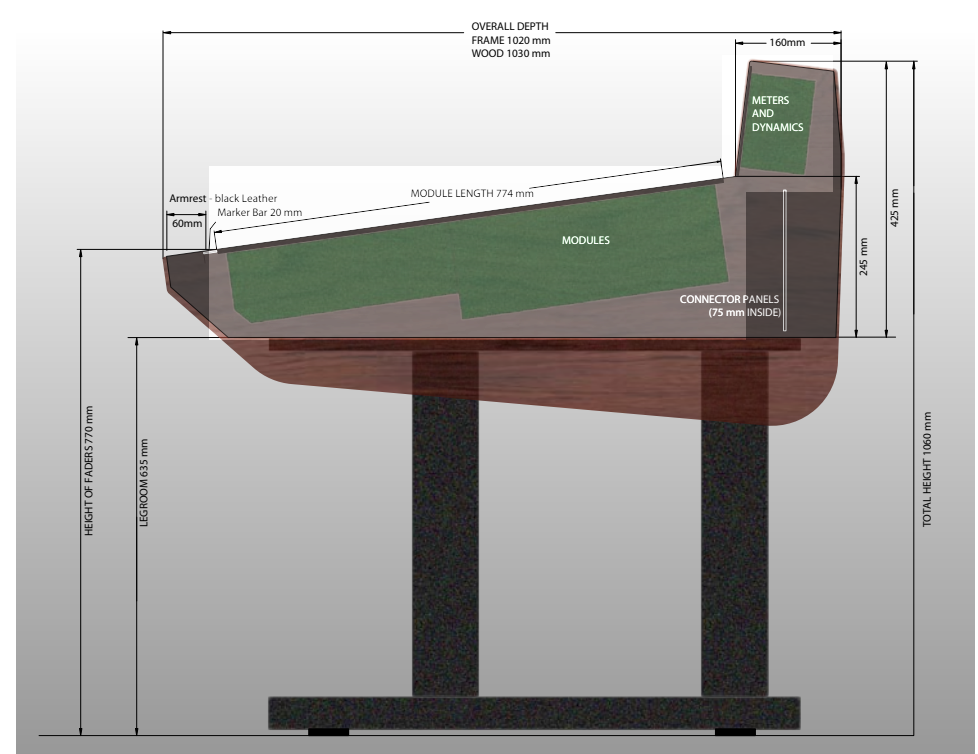 OVERALL DEPTH
FRAME 1020 mm
WOOD 1030 mm
160mm
METERS
AND
DYNAMICS
MODULE LENGTH 774 mm
Armrest - black Leather
Marker Bar 20 mm
60mm
MODULES
425 mm
245 mm
CONNECTOR PANELS
(75 mm INSIDE)
HEIGHT OF FADERS 770 mm
LEGROOM 635 mm
TOTAL HEIGHT 1060 mm